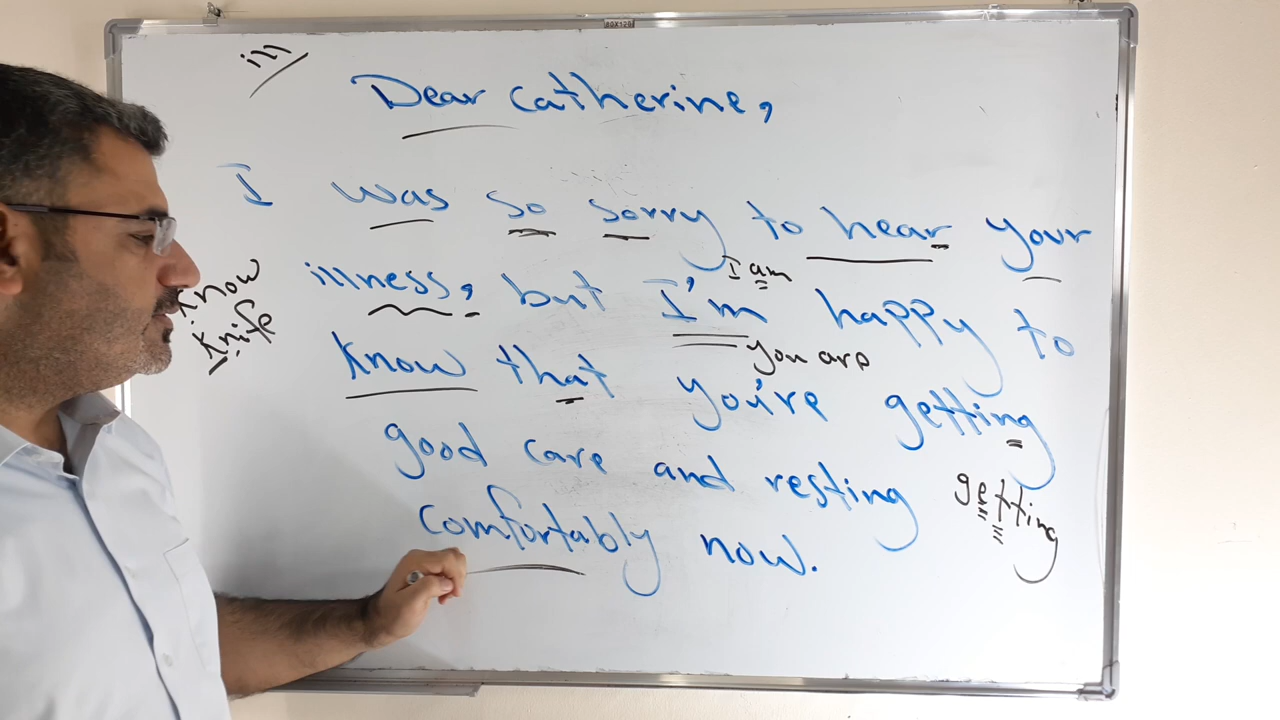 80X120
ill
Dear Catherine,
I was so sorry to hear your
illness, but I'm happy to
I am
know that you're getting
you are
know
knife
good care and resting
getting
comfortably now.